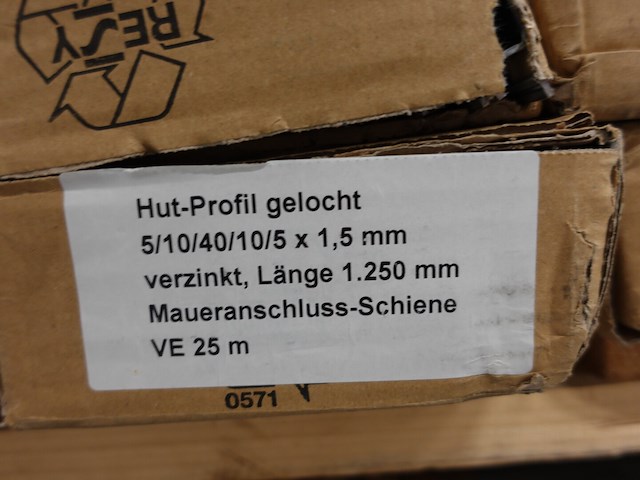 RESY
Hut-Profil gelocht
5/10/40/10/5 x 1,5 mm
verzinkt, Länge 1.250 mm
Maueranschluss-Schiene
VE 25 m
0571